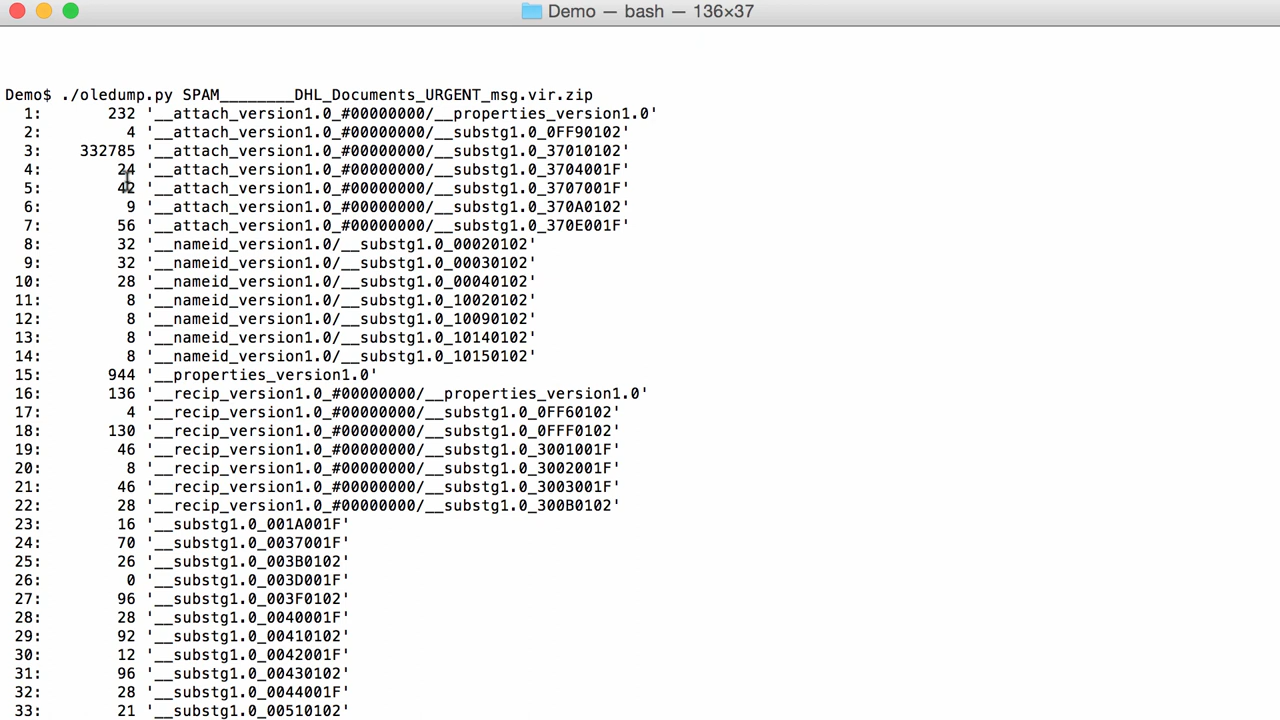 Demo — bash — 136×37
Demo$ ./oledump.py SPAM________DHL_Documents_URGENT_msg.vir.zip
1: 232 '__attach_version1.0_#00000000/__properties_version1.0'
2: 4 '__attach_version1.0_#00000000/__substg1.0_0FF90102'
3: 332785 '__attach_version1.0_#00000000/__substg1.0_37010102'
4: 24 '__attach_version1.0_#00000000/__substg1.0_3704001F'
5: 42 '__attach_version1.0_#00000000/__substg1.0_3707001F'
6: 9 '__attach_version1.0_#00000000/__substg1.0_370A0102'
7: 56 '__attach_version1.0_#00000000/__substg1.0_370E001F'
8: 32 '__nameid_version1.0/__substg1.0_00020102'
9: 32 '__nameid_version1.0/__substg1.0_00030102'
10: 28 '__nameid_version1.0/__substg1.0_00040102'
11: 8 '__nameid_version1.0/__substg1.0_10020102'
12: 8 '__nameid_version1.0/__substg1.0_10090102'
13: 8 '__nameid_version1.0/__substg1.0_10140102'
14: 8 '__nameid_version1.0/__substg1.0_10150102'
15: 944 '__properties_version1.0'
16: 136 '__recip_version1.0_#00000000/__properties_version1.0'
17: 4 '__recip_version1.0_#00000000/__substg1.0_0FF60102'
18: 130 '__recip_version1.0_#00000000/__substg1.0_0FFF0102'
19: 46 '__recip_version1.0_#00000000/__substg1.0_3001001F'
20: 8 '__recip_version1.0_#00000000/__substg1.0_3002001F'
21: 46 '__recip_version1.0_#00000000/__substg1.0_3003001F'
22: 28 '__recip_version1.0_#00000000/__substg1.0_300B0102'
23: 16 '__substg1.0_001A001F'
24: 70 '__substg1.0_0037001F'
25: 26 '__substg1.0_003B0102'
26: 0 '__substg1.0_003D001F'
27: 96 '__substg1.0_003F0102'
28: 28 '__substg1.0_0040001F'
29: 92 '__substg1.0_00410102'
30: 12 '__substg1.0_0042001F'
31: 96 '__substg1.0_00430102'
32: 28 '__substg1.0_0044001F'
33: 21 '__substg1.0_00510102'